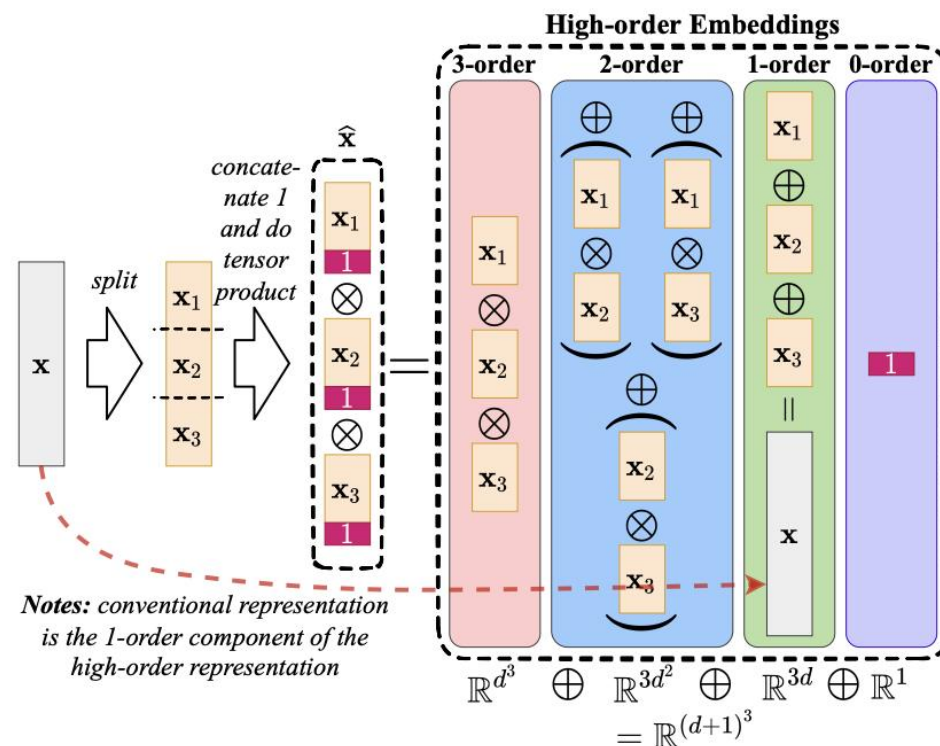 High-order Embeddings
3-order 2-order 1-order 0-order
x̂
concate-
nate 1
and do
tensor
product
split
x
x₁
x₂
x₃
x₁
1
⊗
x₂
1
⊗
x₃
1
=
x₁
⊗
x₂
⊗
x₃
⊕ ⊕
( x₁ ⊗ x₂ ) ( x₁ ⊗ x₃ )
⊕
( x₂ ⊗ x₃ )
x₁
⊕
x₂
⊕
x₃
=
x
1
Notes: conventional representation
is the 1-order component of the
high-order representation
ℝ^{d³} ⊕ ℝ^{3d²} ⊕ ℝ^{3d} ⊕ ℝ¹
= ℝ^{(d+1)³}